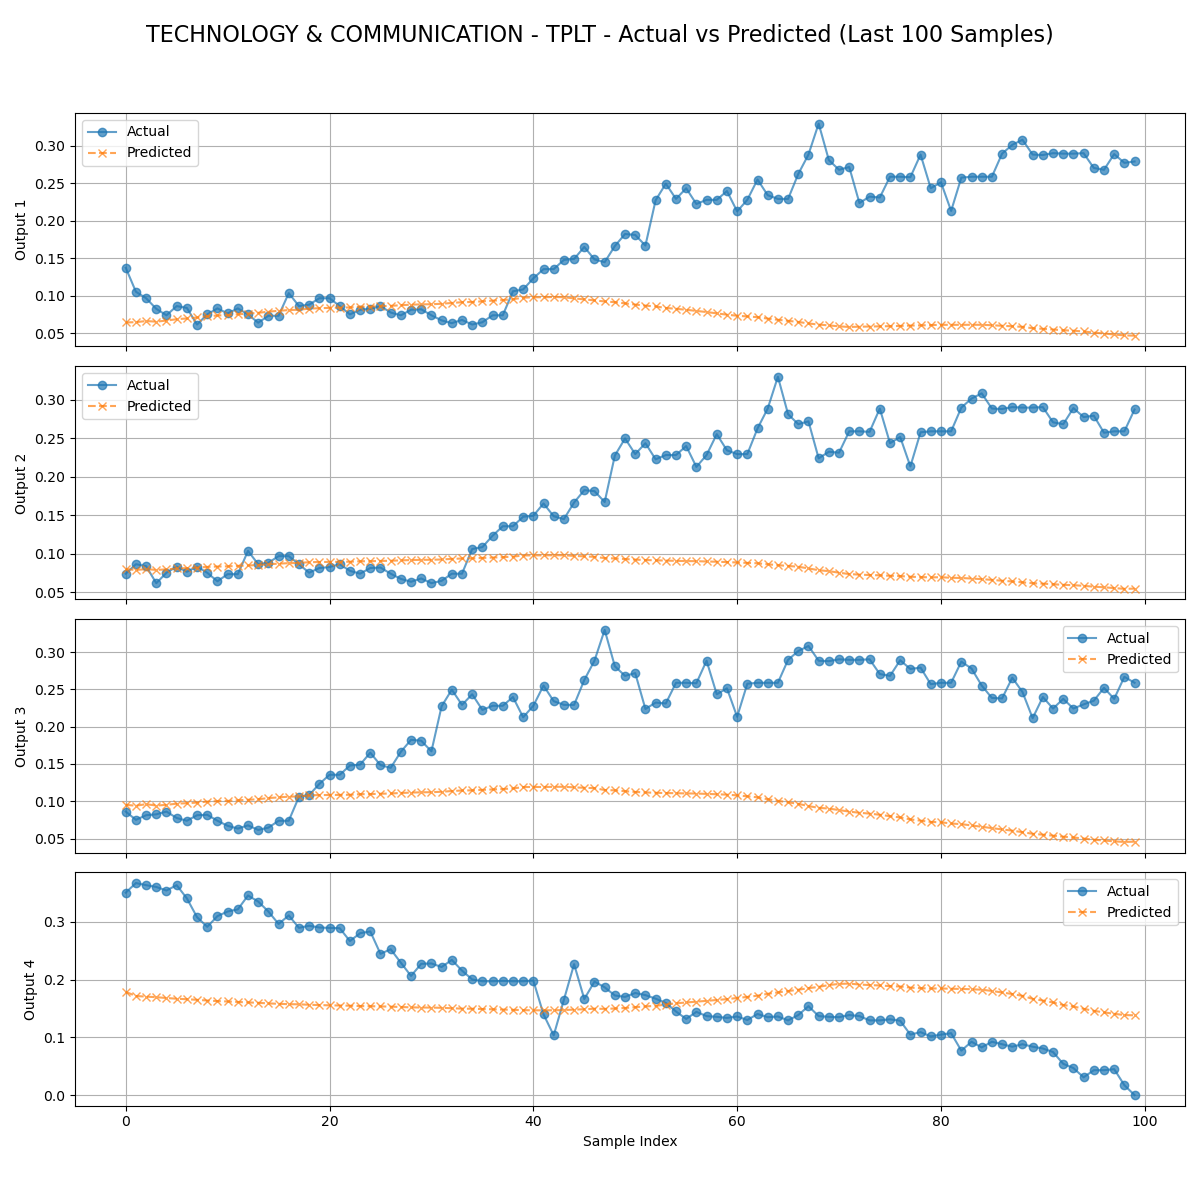 TECHNOLOGY & COMMUNICATION - TPLT - Actual vs Predicted (Last 100 Samples)
Output 1
0.30
0.25
0.20
0.15
0.10
0.05
Actual
Predicted
Output 2
0.30
0.25
0.20
0.15
0.10
0.05
Actual
Predicted
Output 3
0.30
0.25
0.20
0.15
0.10
0.05
Actual
Predicted
Output 4
0.3
0.2
0.1
0.0
Actual
Predicted
0 20 40 60 80 100
Sample Index